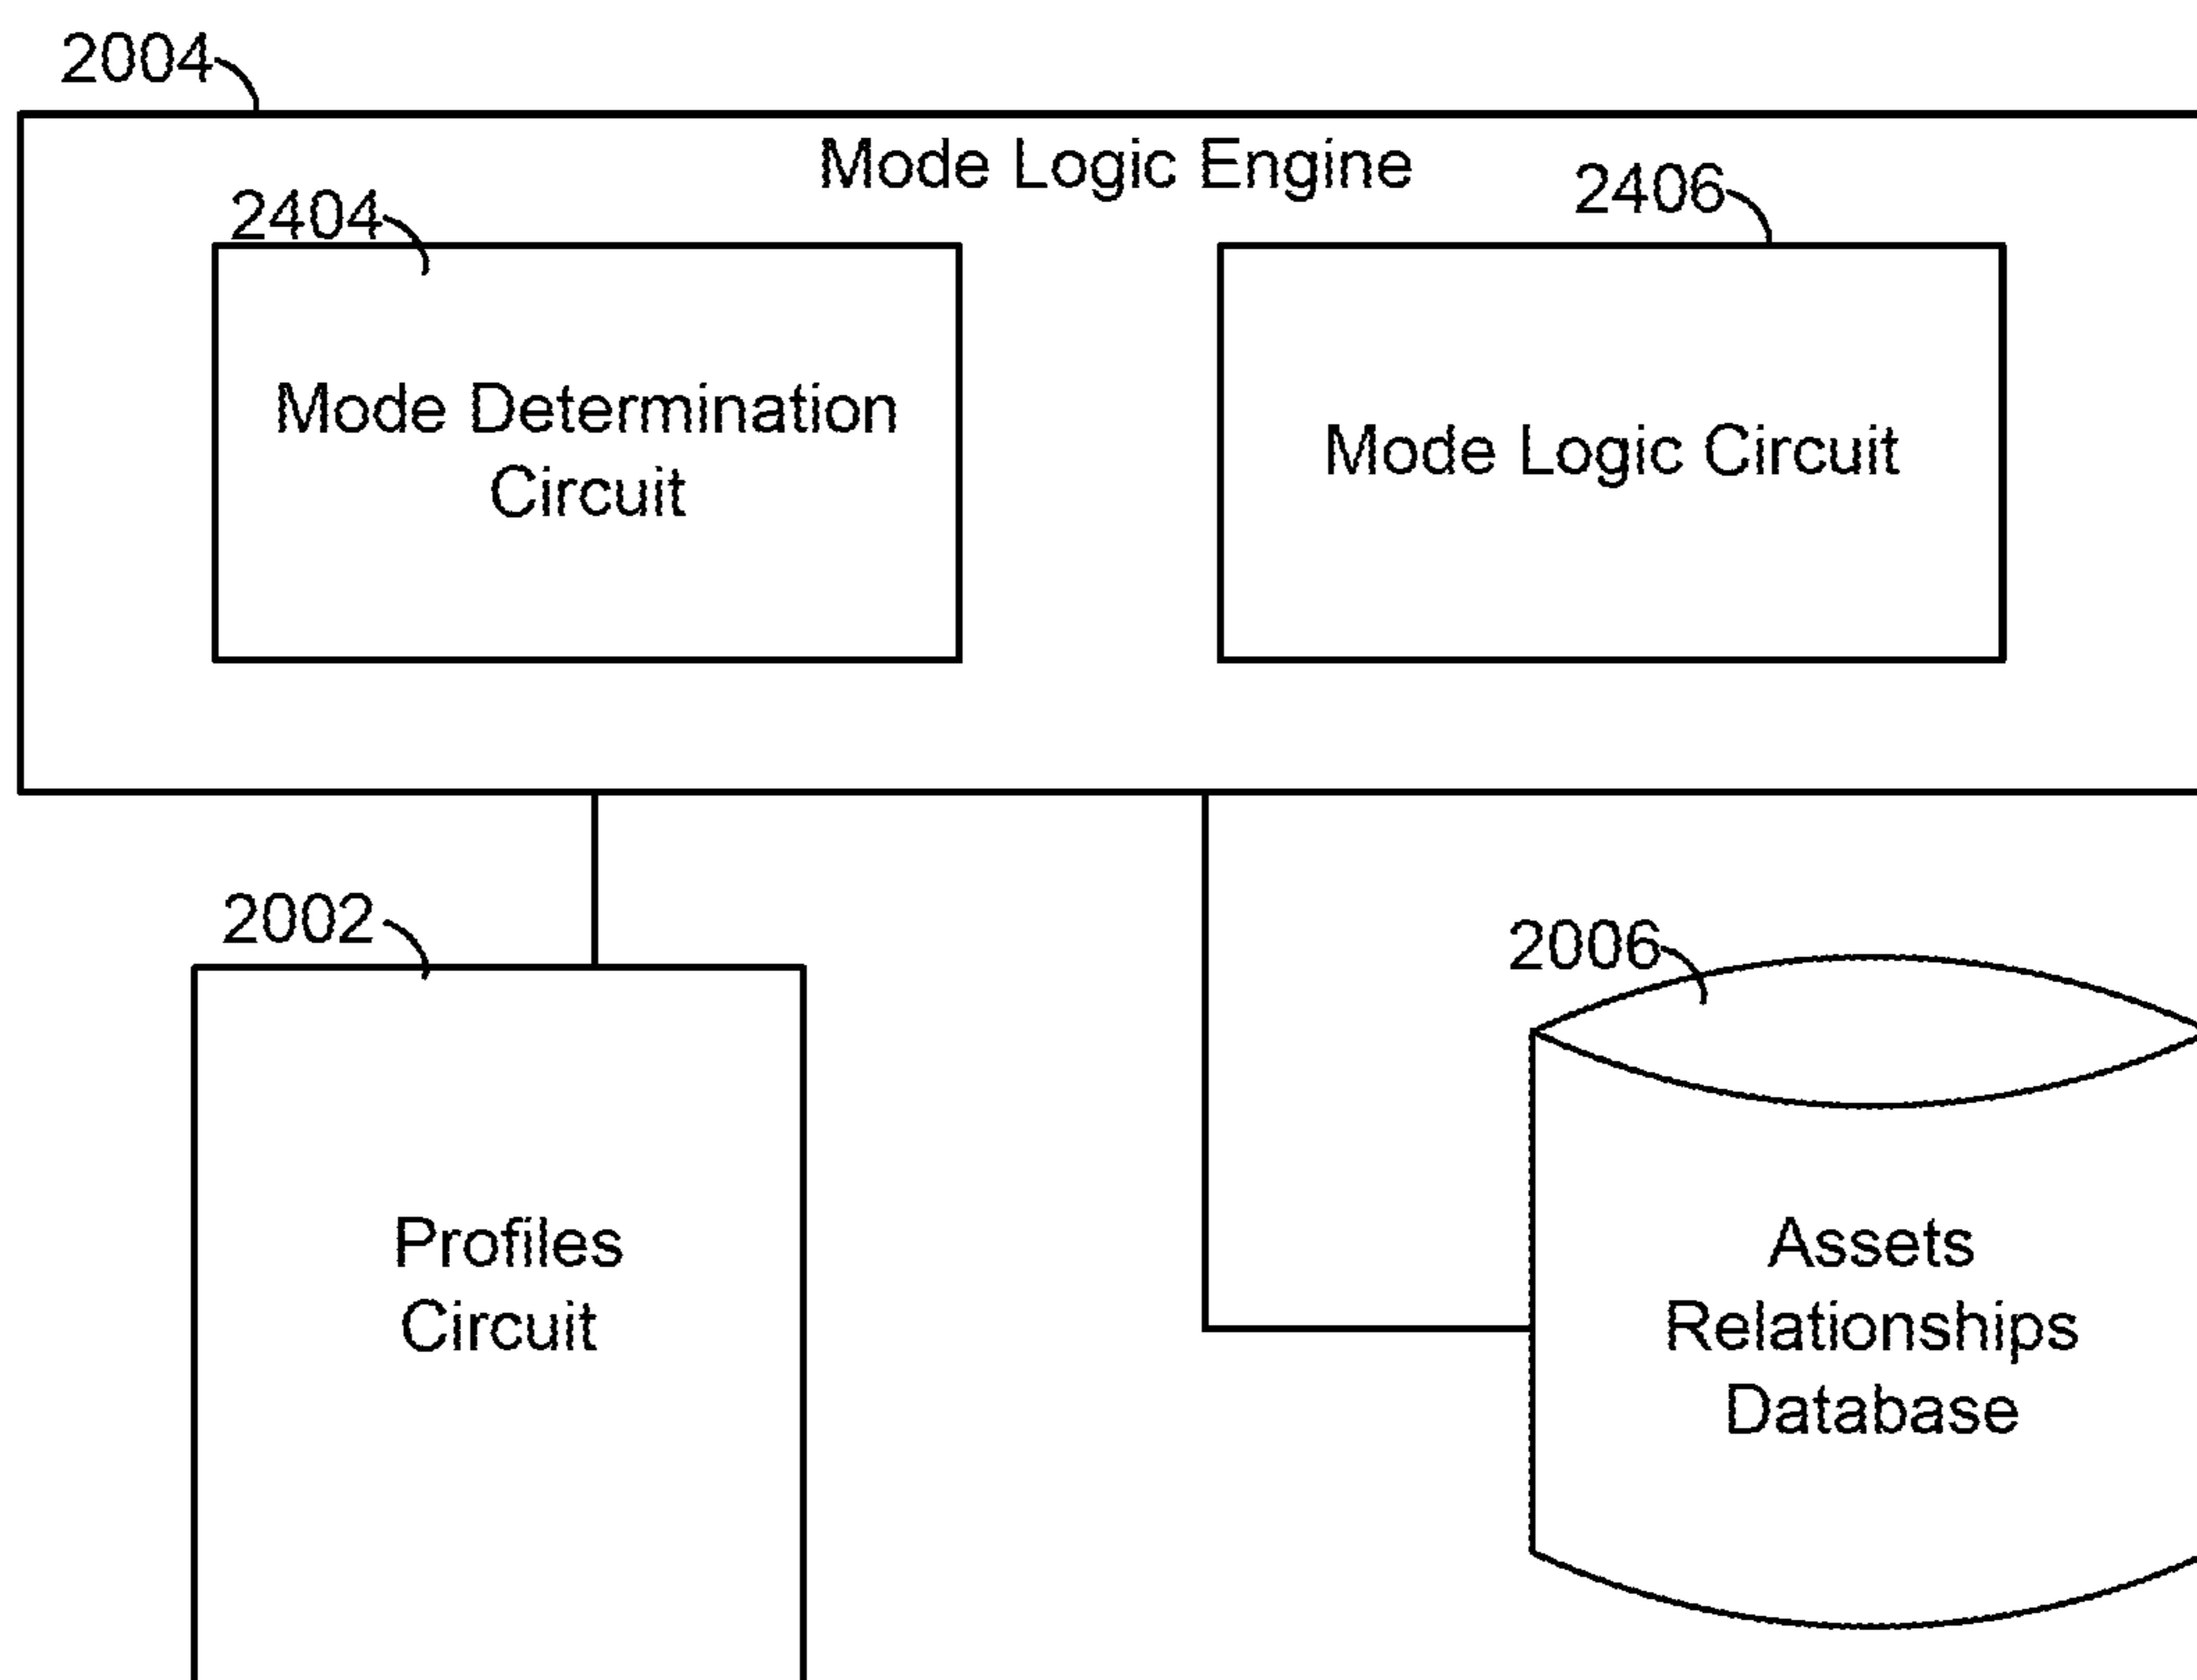 2004
Mode Logic Engine
2404
2406
Mode Determination
Circuit
Mode Logic Circuit
2002
2006
Profiles
Circuit
Assets
Relationships
Database